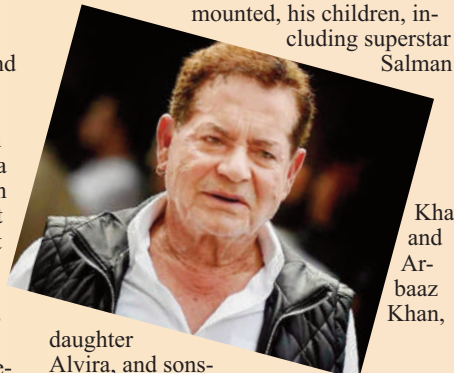 mounted, his children, in-
cluding superstar
Salman
Kha
and
Ar-
baaz
Khan,
daughter
Alvira, and sons-